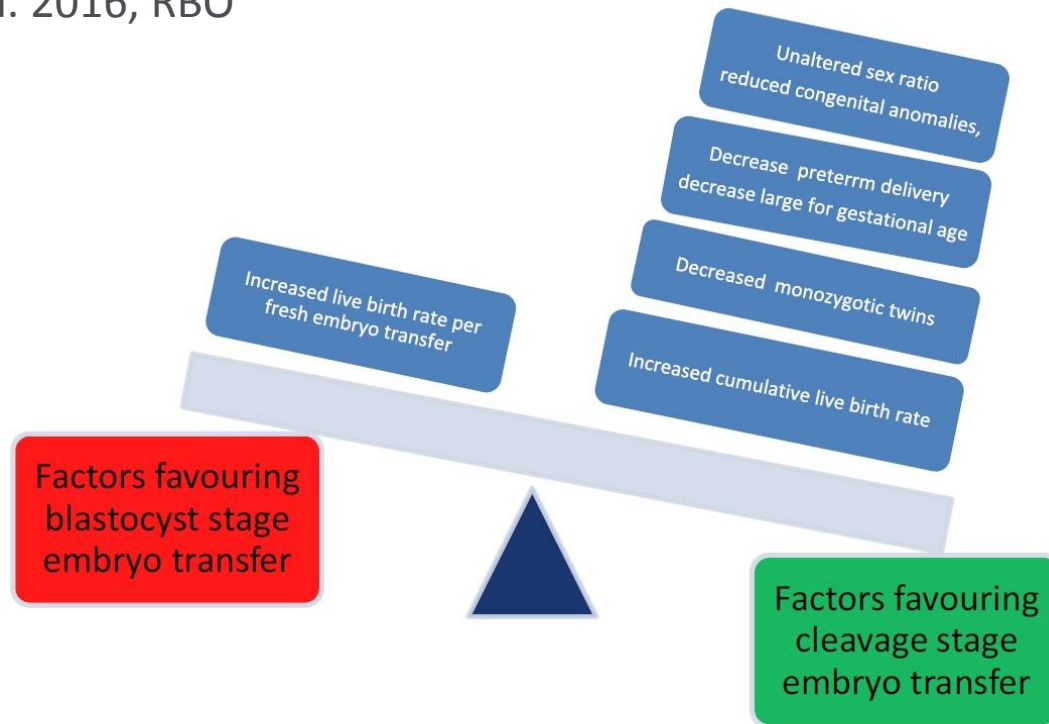 2016, RBO
Unaltered sex ratio
reduced congenital anomalies,
Decrease preterrm delivery
decrease large for gestational age
Decreased monozygotic twins
Increased cumulative live birth rate
Increased live birth rate per
fresh embryo transfer
Factors favouring
blastocyst stage
embryo transfer
Factors favouring
cleavage stage
embryo transfer